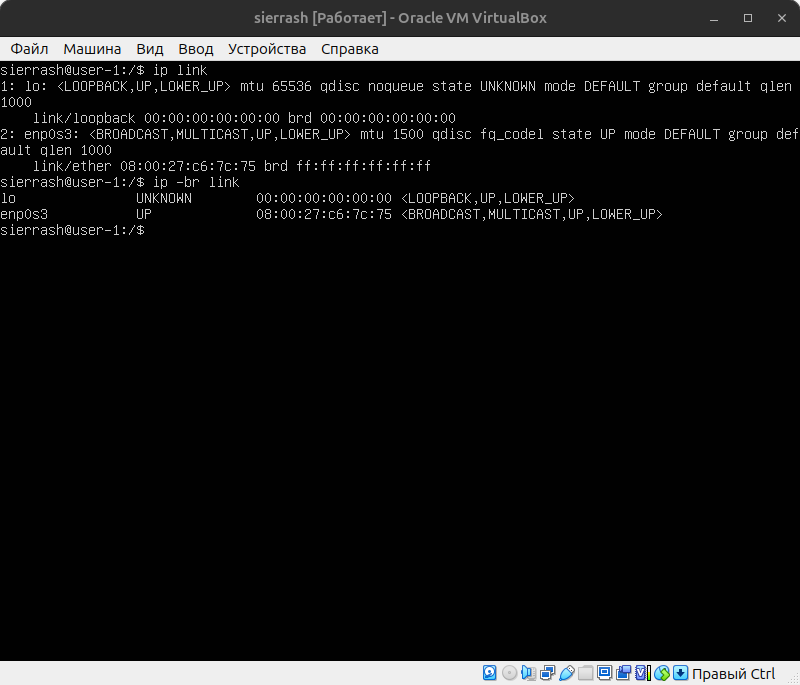 sierrash [Работает] - Oracle VM VirtualBox
Файл Машина Вид Ввод Устройства Справка
sierrash@user-1:/$ ip link
1: lo: <LOOPBACK,UP,LOWER_UP> mtu 65536 qdisc noqueue state UNKNOWN mode DEFAULT group default qlen
1000
    link/loopback 00:00:00:00:00:00 brd 00:00:00:00:00:00
2: enp0s3: <BROADCAST,MULTICAST,UP,LOWER_UP> mtu 1500 qdisc fq_codel state UP mode DEFAULT group def
ault qlen 1000
    link/ether 08:00:27:c6:7c:75 brd ff:ff:ff:ff:ff:ff
sierrash@user-1:/$ ip -br link
lo               UNKNOWN        00:00:00:00:00:00 <LOOPBACK,UP,LOWER_UP>
enp0s3           UP             08:00:27:c6:7c:75 <BROADCAST,MULTICAST,UP,LOWER_UP>
sierrash@user-1:/$
Правый Ctrl